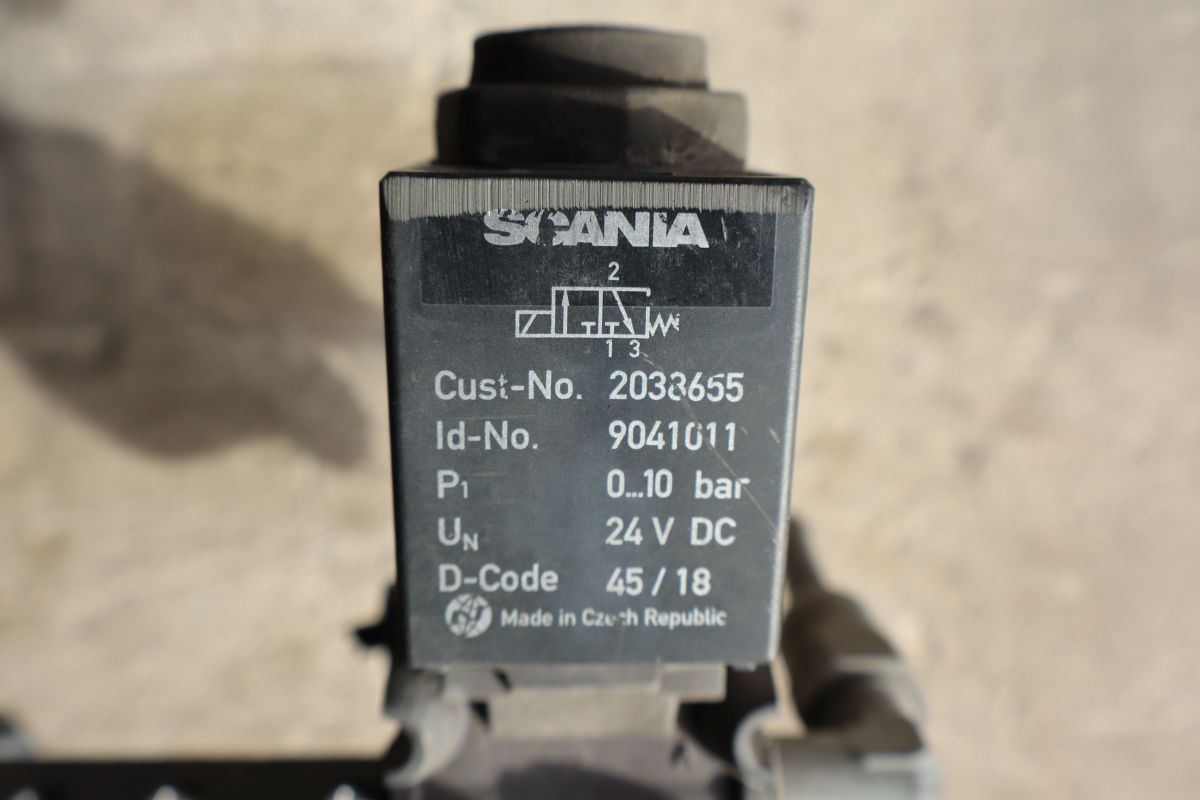 SCANIA
2
1 3
Cust-No. 2038655
Id-No. 9041011
P1 0...10 bar
UN 24 V DC
D-Code 45 / 18
Made in Czech Republic